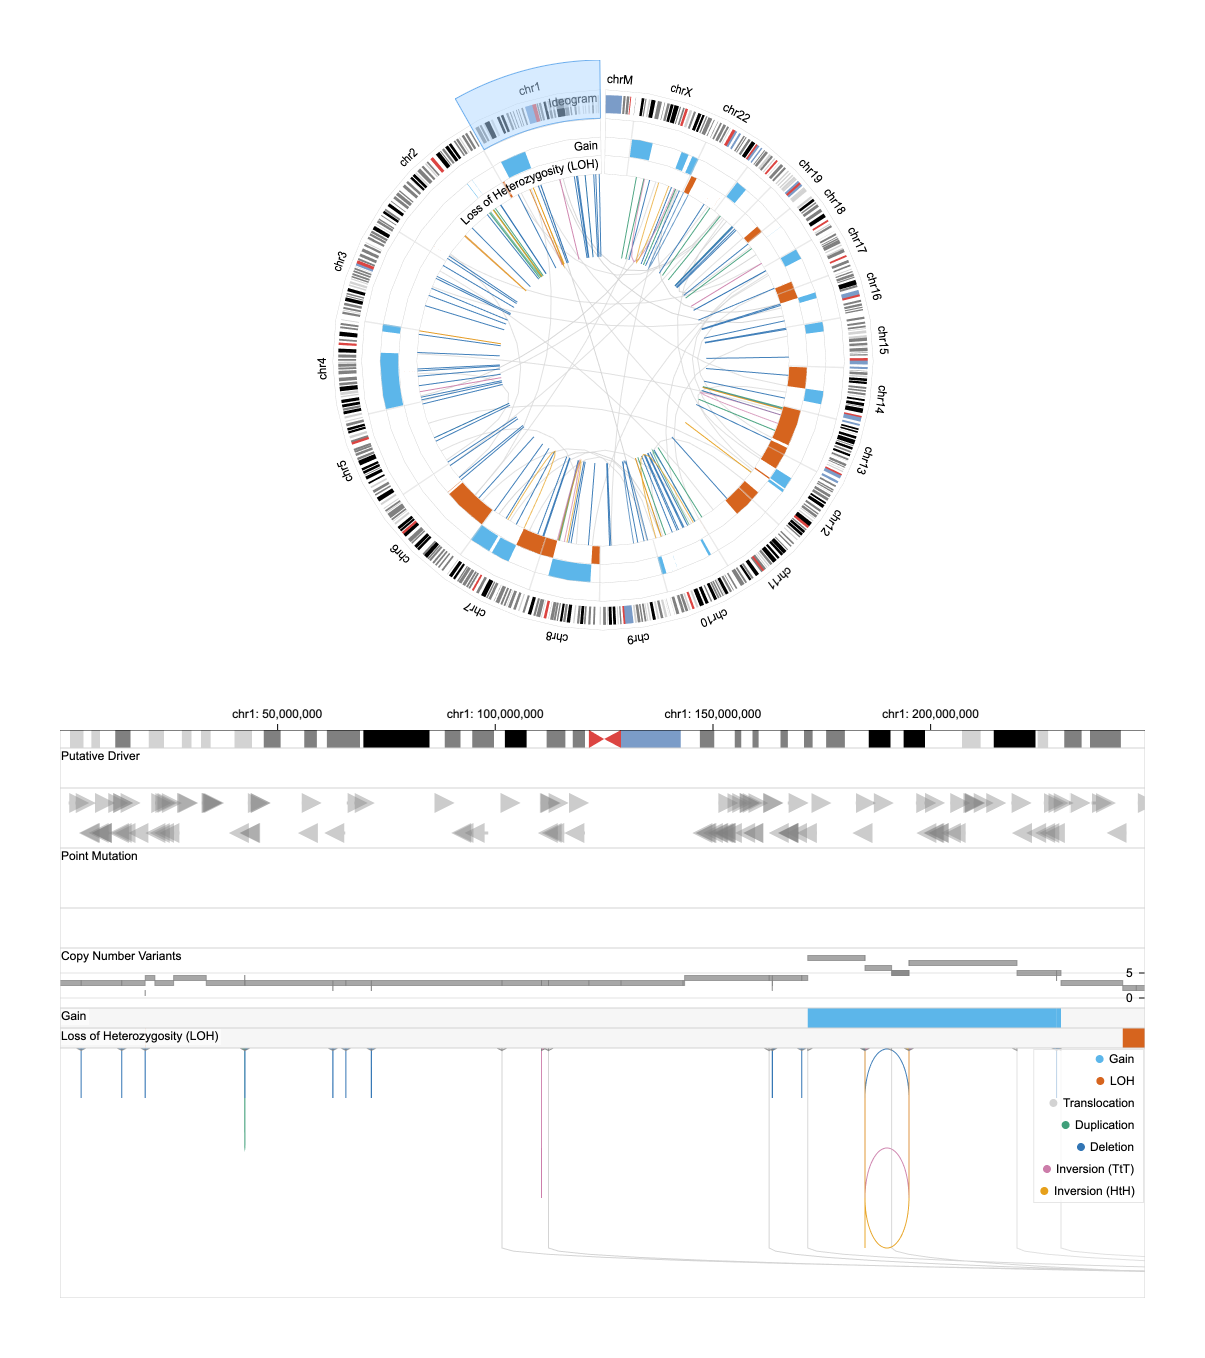 chrM
chrX
chr22
chr19
chr18
chr17
chr16
chr15
chr14
chr13
chr12
chr11
chr10
chr9
chr8
chr7
chr6
chr5
chr4
chr3
chr2
chr1
Ideogram
Gain
Loss of Heterozygosity (LOH)
chr1: 50,000,000 chr1: 100,000,000 chr1: 150,000,000 chr1: 200,000,000
Putative Driver
Point Mutation
Copy Number Variants
5
0
Gain
Loss of Heterozygosity (LOH)
Gain
LOH
Translocation
Duplication
Deletion
Inversion (TtT)
Inversion (HtH)